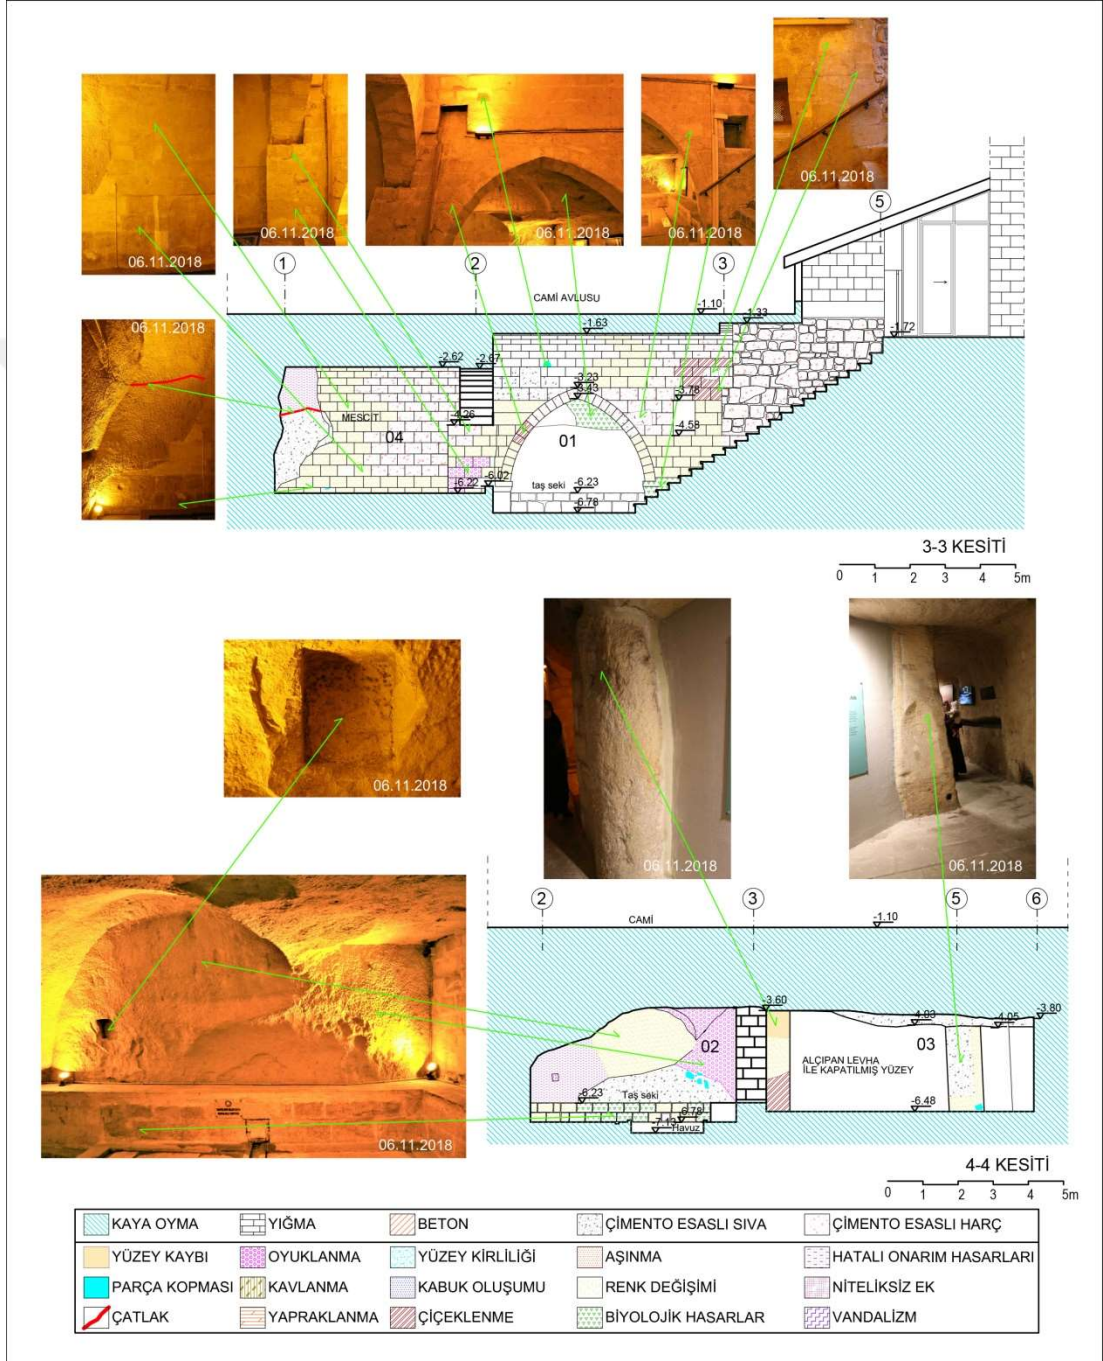 06.11.2018
06.11.2018
06.11.2018
06.11.2018
06.11.2018
06.11.2018
1
2
3
5
CAMİ AVLUSU
-1.10
-1.33
-1.63
-1.72
-2.62
-2.67
-3.23
-3.43
-3.78
MESCİT
-4.26
04
01
-4.58
-6.02
-6.22
taş seki
-6.23
-6.78
3-3 KESİTİ
0 1 2 3 4 5m
06.11.2018
06.11.2018
06.11.2018
06.11.2018
2
3
5
6
CAMİ
-1.10
-3.60
-3.80
-4.03
-4.05
02
03
ALÇIPAN LEVHA
İLE KAPATILMIŞ YÜZEY
Taş seki
-6.23
-6.48
-6.78
-7.13
Havuz
4-4 KESİTİ
0 1 2 3 4 5m
KAYA OYMA YIĞMA BETON ÇİMENTO ESASLI SIVA ÇİMENTO ESASLI HARÇ
YÜZEY KAYBI OYUKLANMA YÜZEY KİRLİLİĞİ AŞINMA HATALI ONARIM HASARLARI
PARÇA KOPMASI KAVLANMA KABUK OLUŞUMU RENK DEĞİŞİMİ NİTELİKSİZ EK
ÇATLAK YAPRAKLANMA ÇİÇEKLENME BİYOLOJİK HASARLAR VANDALİZM